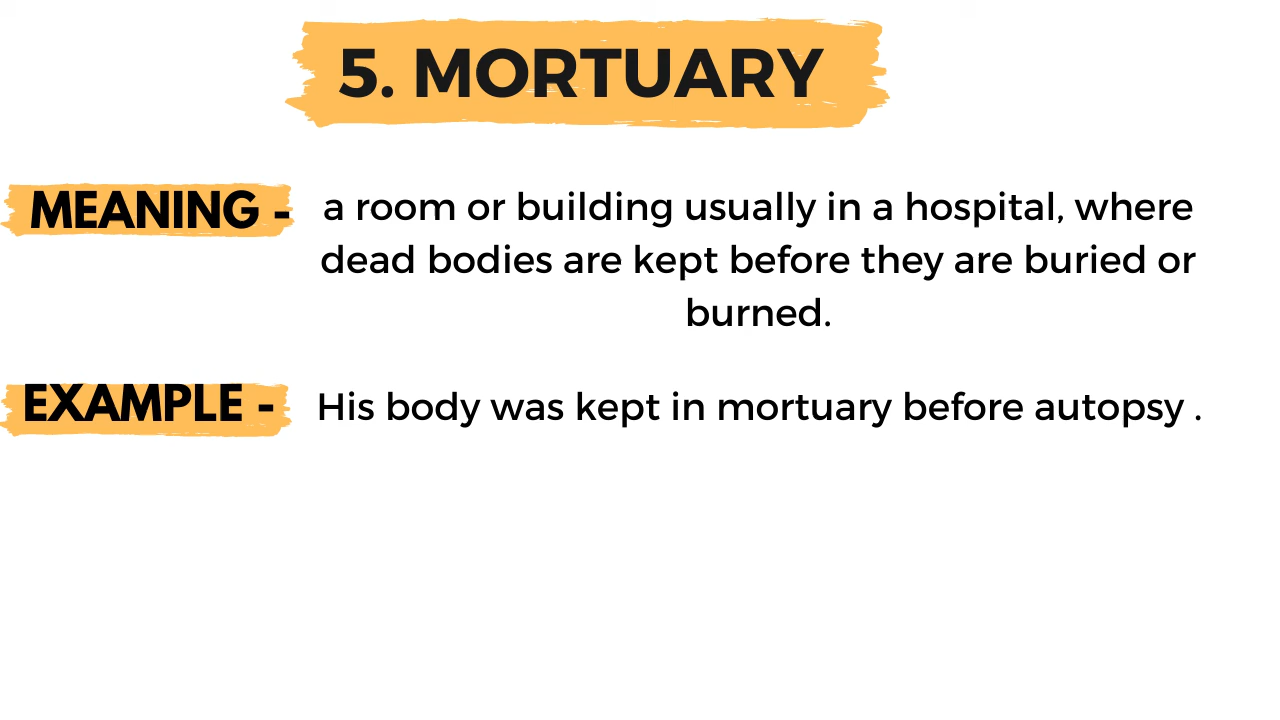 5. MORTUARY
MEANING -
a room or building usually in a hospital, where
dead bodies are kept before they are buried or
burned.
EXAMPLE -
His body was kept in mortuary before autopsy .